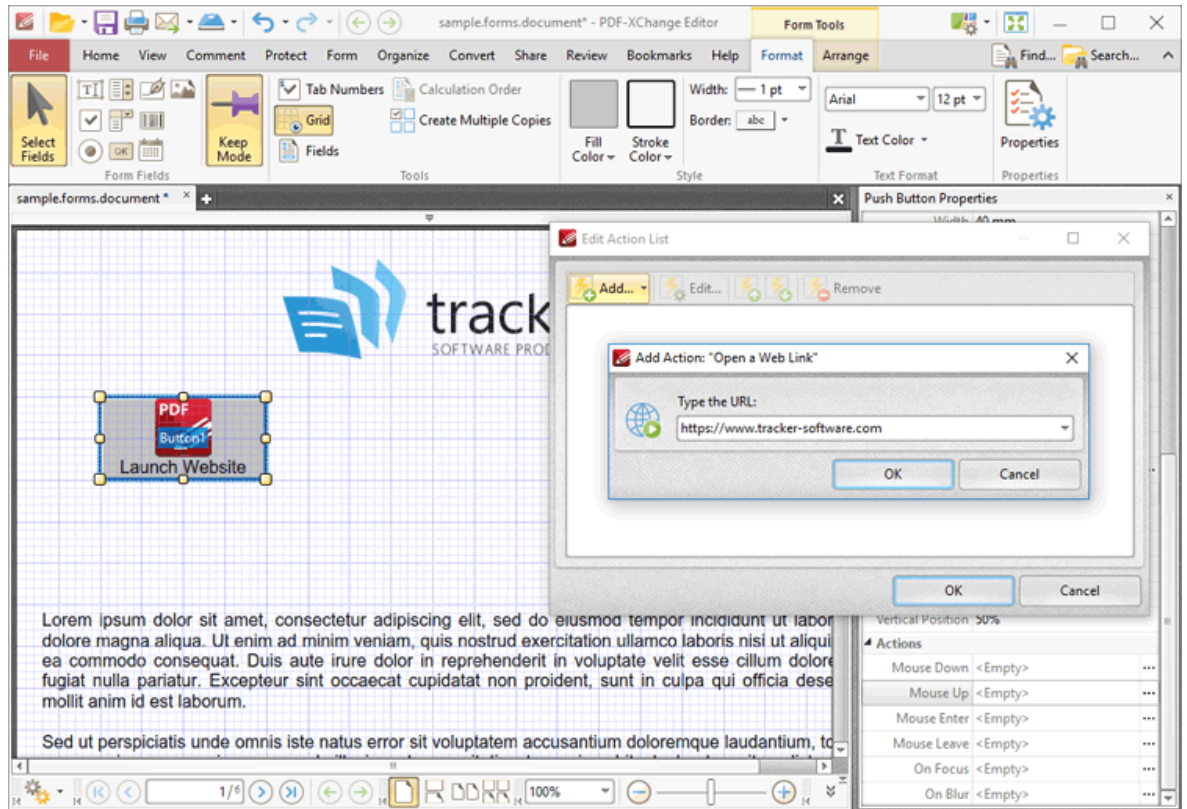 sample.forms.document* - PDF-XChange Editor
Form Tools
File Home View Comment Protect Form Organize Convert Share Review Bookmarks Help Format Arrange Find... Search...
Select Fields
OK
Keep Mode
Form Fields
Tab Numbers
Calculation Order
Grid
Create Multiple Copies
Fields
Tools
Fill Color
Stroke Color
Width: 1 pt
Border: abc
Style
Arial 12 pt
Text Color
Text Format
Properties
Properties
sample.forms.document *
Push Button Properties
Width 40 mm
Edit Action List
Add... Edit... Remove
track
SOFTWARE PROD
Add Action: "Open a Web Link"
Type the URL:
https://www.tracker-software.com
OK Cancel
PDF
Button1
Launch Website
OK Cancel
Lorem ipsum dolor sit amet, consectetur adipiscing elit, sed do eiusmod tempor incididunt ut labor
dolore magna aliqua. Ut enim ad minim veniam, quis nostrud exercitation ullamco laboris nisi ut aliqui
ea commodo consequat. Duis aute irure dolor in reprehenderit in voluptate velit esse cillum dolore
fugiat nulla pariatur. Excepteur sint occaecat cupidatat non proident, sunt in culpa qui officia dese
mollit anim id est laborum.
Sed ut perspiciatis unde omnis iste natus error sit voluptatem accusantium doloremque laudantium, to
Vertical Position 50%
Actions
Mouse Down <Empty>
Mouse Up <Empty>
Mouse Enter <Empty>
Mouse Leave <Empty>
On Focus <Empty>
On Blur <Empty>
1/6
100%